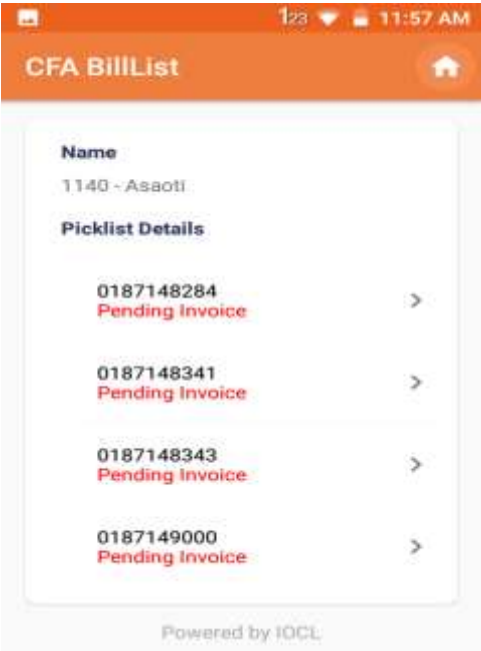 123 11:57 AM
CFA BillList
Name
1140 - Asaoti
Picklist Details
0187148284
Pending Invoice
0187148341
Pending Invoice
0187148343
Pending Invoice
0187149000
Pending Invoice
Powered by IOCL